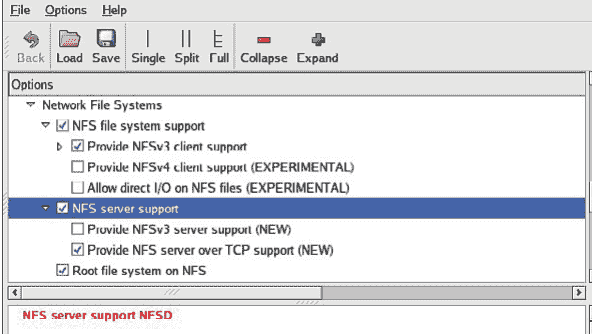 File Options Help
Back Load Save Single Split Full Collapse Expand
Options
Network File Systems
NFS file system support
Provide NFSv3 client support
Provide NFSv4 client support (EXPERIMENTAL)
Allow direct I/O on NFS files (EXPERIMENTAL)
NFS server support
Provide NFSv3 server support (NEW)
Provide NFS server over TCP support (NEW)
Root file system on NFS
NFS server support NFSD